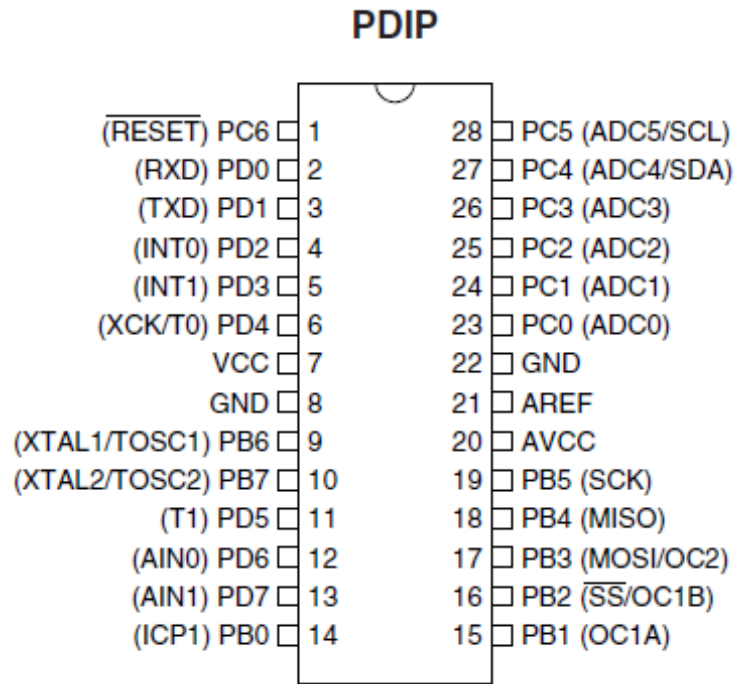 PDIP
(RESET) PC6 1 28 PC5 (ADC5/SCL)
(RXD) PD0 2 27 PC4 (ADC4/SDA)
(TXD) PD1 3 26 PC3 (ADC3)
(INT0) PD2 4 25 PC2 (ADC2)
(INT1) PD3 5 24 PC1 (ADC1)
(XCK/T0) PD4 6 23 PC0 (ADC0)
VCC 7 22 GND
GND 8 21 AREF
(XTAL1/TOSC1) PB6 9 20 AVCC
(XTAL2/TOSC2) PB7 10 19 PB5 (SCK)
(T1) PD5 11 18 PB4 (MISO)
(AIN0) PD6 12 17 PB3 (MOSI/OC2)
(AIN1) PD7 13 16 PB2 (SS/OC1B)
(ICP1) PB0 14 15 PB1 (OC1A)